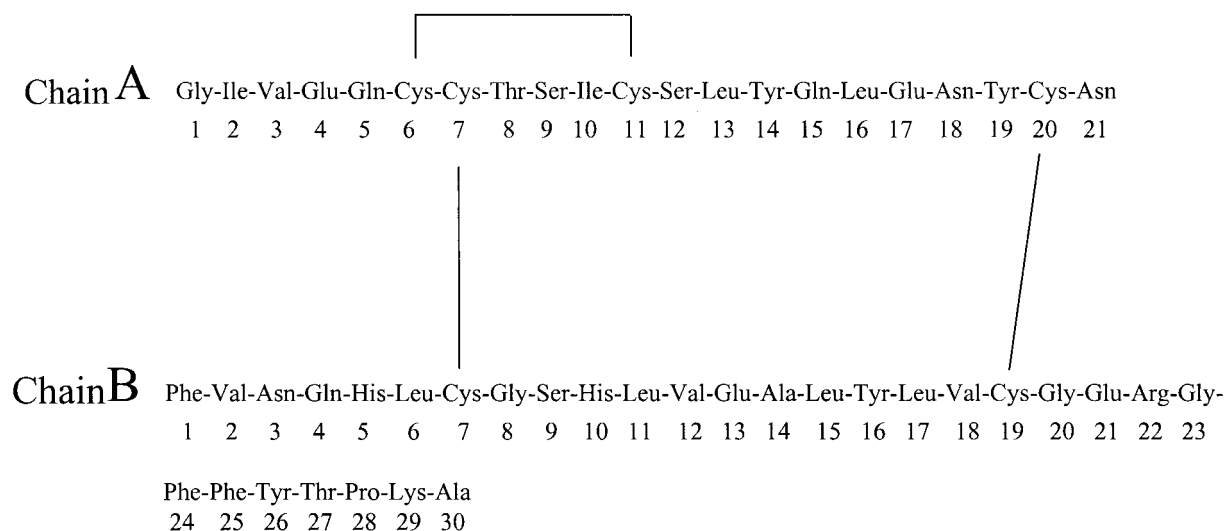 Chain A Gly-Ile-Val-Glu-Gln-Cys-Cys-Thr-Ser-Ile-Cys-Ser-Leu-Tyr-Gln-Leu-Glu-Asn-Tyr-Cys-Asn
1 2 3 4 5 6 7 8 9 10 11 12 13 14 15 16 17 18 19 20 21
Chain B Phe-Val-Asn-Gln-His-Leu-Cys-Gly-Ser-His-Leu-Val-Glu-Ala-Leu-Tyr-Leu-Val-Cys-Gly-Glu-Arg-Gly-
1 2 3 4 5 6 7 8 9 10 11 12 13 14 15 16 17 18 19 20 21 22 23
Phe-Phe-Tyr-Thr-Pro-Lys-Ala
24 25 26 27 28 29 30